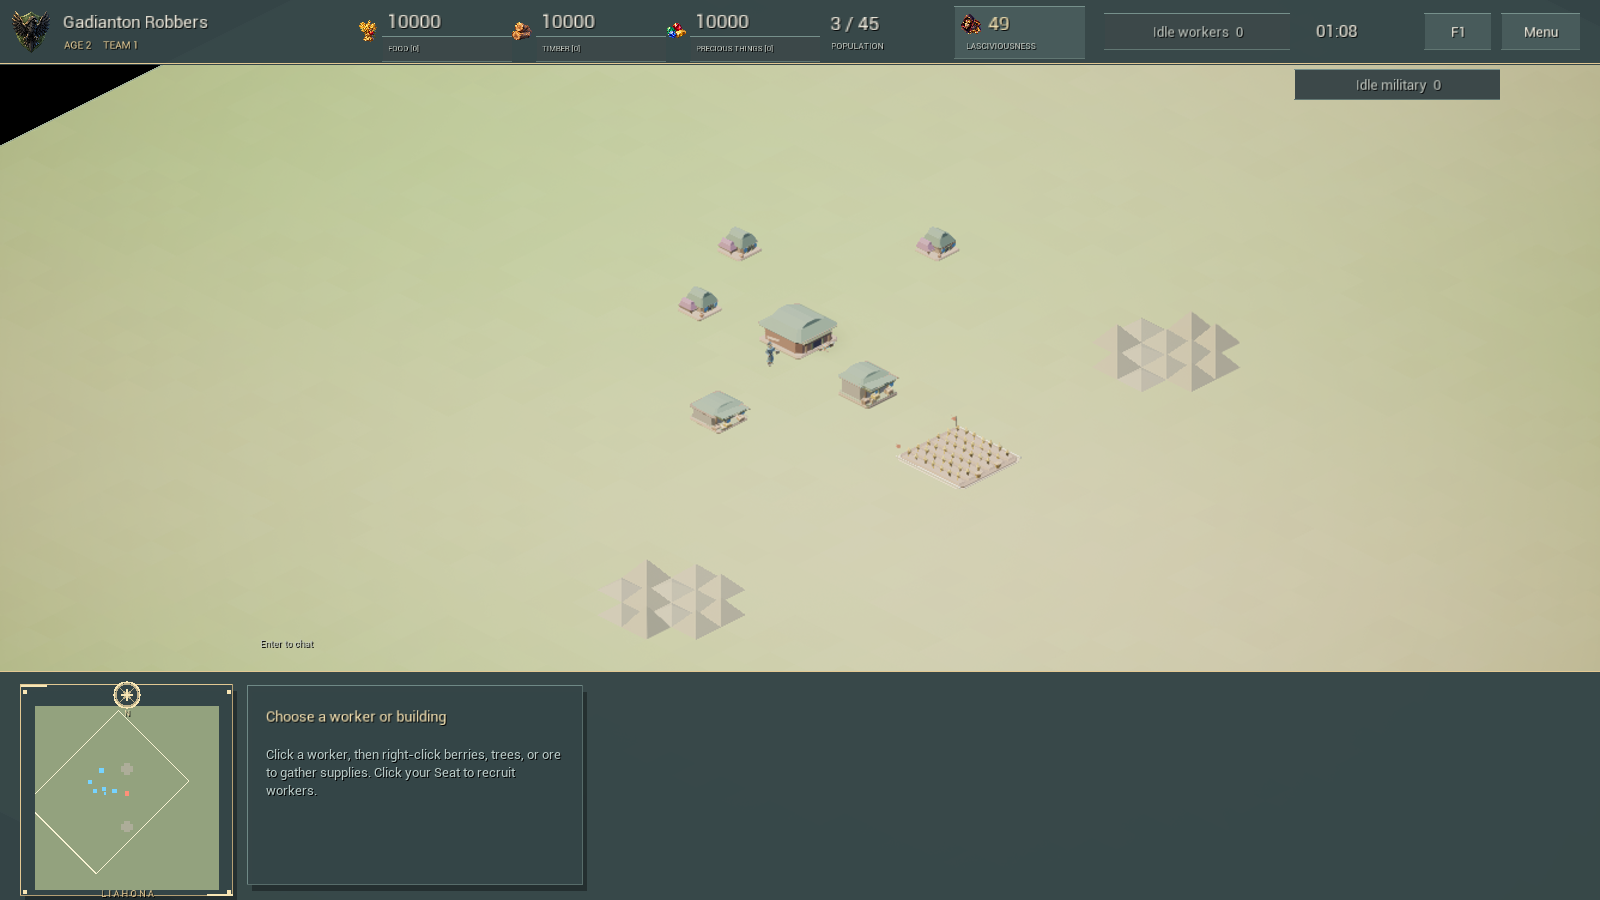 Gadianton Robbers
AGE 2 TEAM 1
10000
FOOD [0]
10000
TIMBER [0]
10000
PRECIOUS THINGS [0]
3 / 45
POPULATION
49
LASCIVIOUSNESS
Idle workers 0
01:08
F1
Menu
Idle military 0
Enter to chat
N
LIAHONA
Choose a worker or building
Click a worker, then right-click berries, trees, or ore
to gather supplies. Click your Seat to recruit
workers.